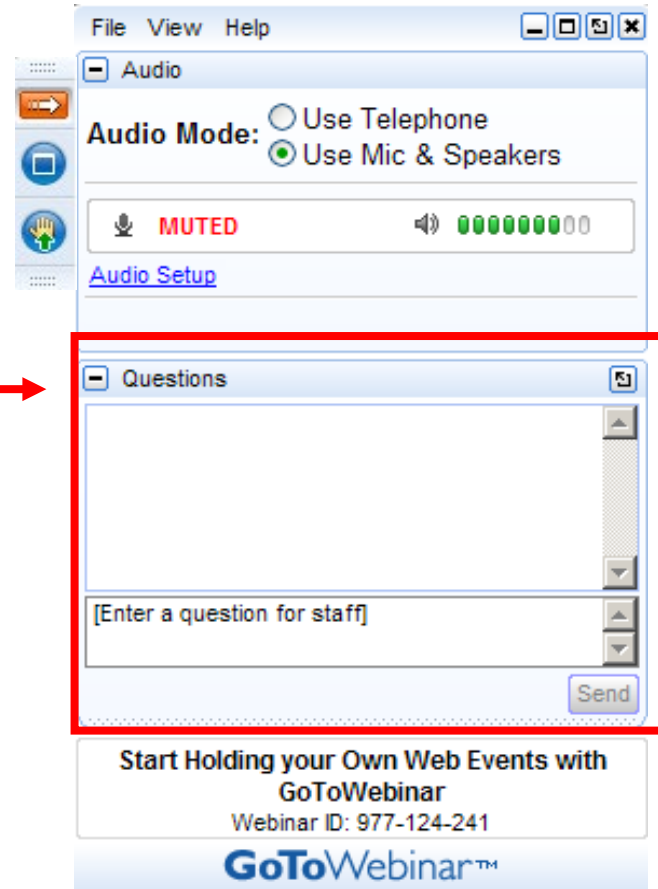 File View Help
Audio
Audio Mode:
Use Telephone
Use Mic & Speakers
MUTED
Audio Setup
Questions
[Enter a question for staff]
Send
Start Holding your Own Web Events with
GoToWebinar
Webinar ID: 977-124-241
GoToWebinar™